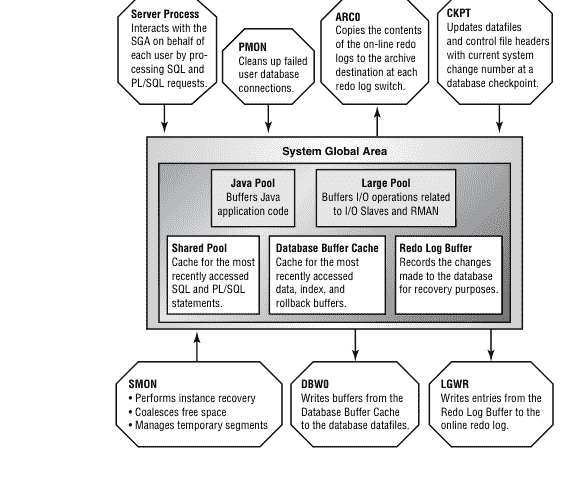 Server Process
Interacts with the
SGA on behalf of
each user by pro-
cessing SQL and
PL/SQL requests.
PMON
Cleans up failed
user database
connections.
ARC0
Copies the contents
of the on-line redo
logs to the archive
destination at each
redo log switch.
CKPT
Updates datafiles
and control file headers
with current system
change number at a
database checkpoint.
System Global Area
Java Pool
Buffers Java
application code
Large Pool
Buffers I/O operations related
to I/O Slaves and RMAN
Shared Pool
Cache for the most
recently accessed
SQL and PL/SQL
statements.
Database Buffer Cache
Cache for the most
recently accessed
data, index, and
rollback buffers.
Redo Log Buffer
Records the changes
made to the database
for recovery purposes.
SMON
• Performs instance recovery
• Coalesces free space
• Manages temporary segments
DBW0
Writes buffers from the
Database Buffer Cache
to the database datafiles.
LGWR
Writes entries from the
Redo Log Buffer to the
online redo log.